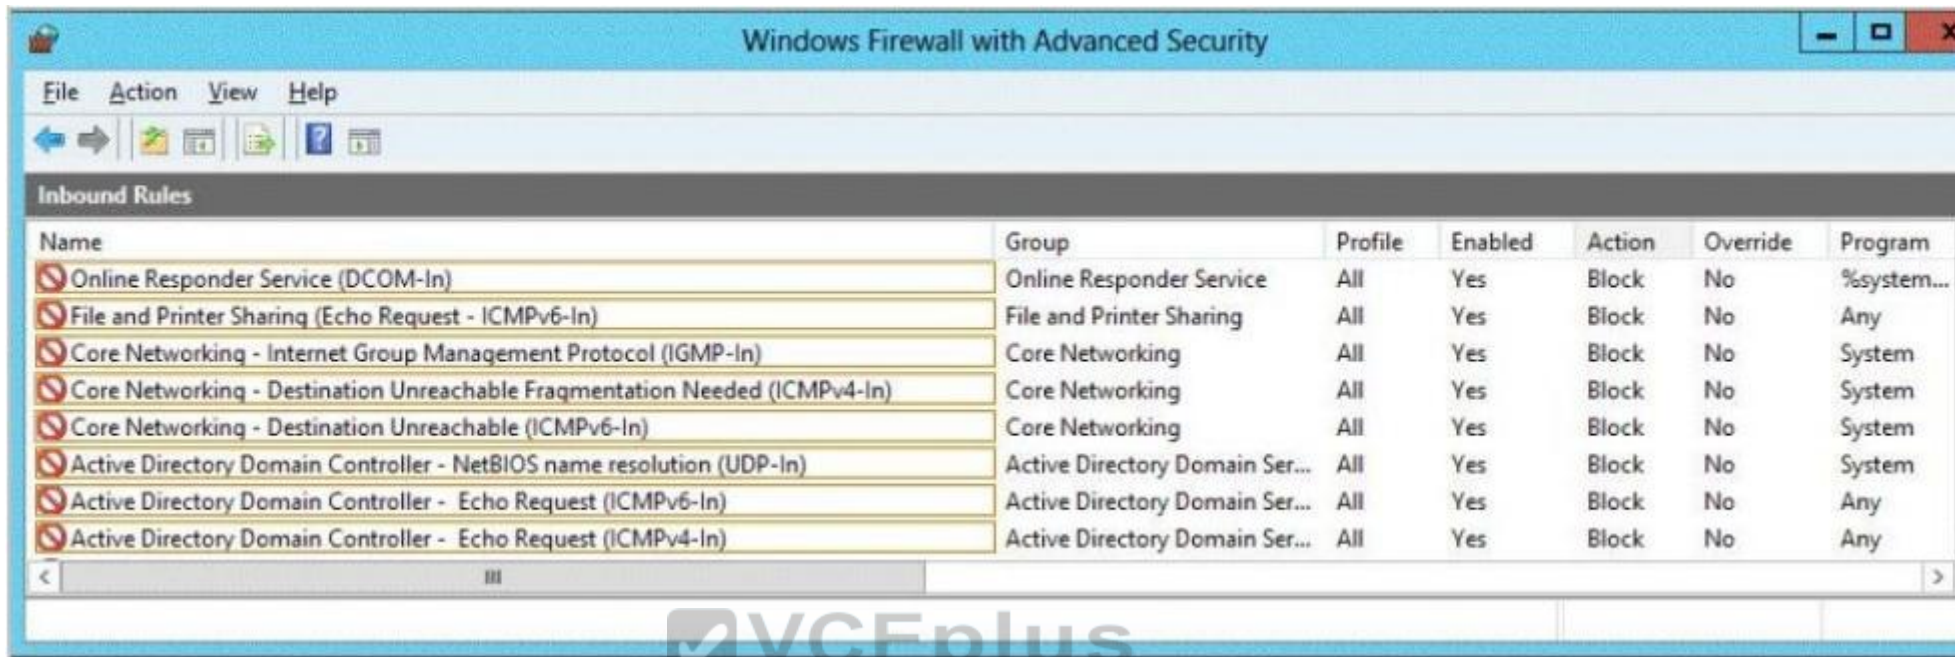 Windows Firewall with Advanced Security
File Action View Help
Inbound Rules
Name Group Profile Enabled Action Override Program
Online Responder Service (DCOM-In) Online Responder Service All Yes Block No %system...
File and Printer Sharing (Echo Request - ICMPv6-In) File and Printer Sharing All Yes Block No Any
Core Networking - Internet Group Management Protocol (IGMP-In) Core Networking All Yes Block No System
Core Networking - Destination Unreachable Fragmentation Needed (ICMPv4-In) Core Networking All Yes Block No System
Core Networking - Destination Unreachable (ICMPv6-In) Core Networking All Yes Block No System
Active Directory Domain Controller - NetBIOS name resolution (UDP-In) Active Directory Domain Ser... All Yes Block No System
Active Directory Domain Controller - Echo Request (ICMPv6-In) Active Directory Domain Ser... All Yes Block No Any
Active Directory Domain Controller - Echo Request (ICMPv4-In) Active Directory Domain Ser... All Yes Block No Any
VCEplus